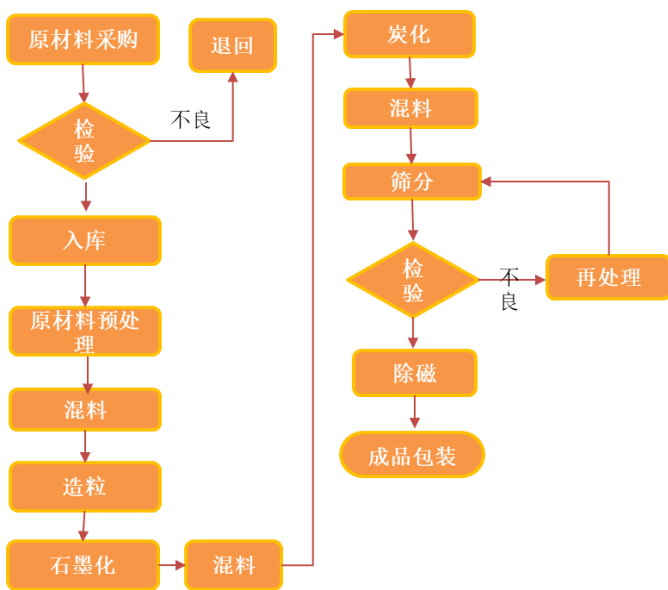 原材料采购
退回
检
验
不良
入库
原材料预处
理
混料
造粒
石墨化
混料
炭化
混料
筛分
检
验
不
良
再处理
除磁
成品包装